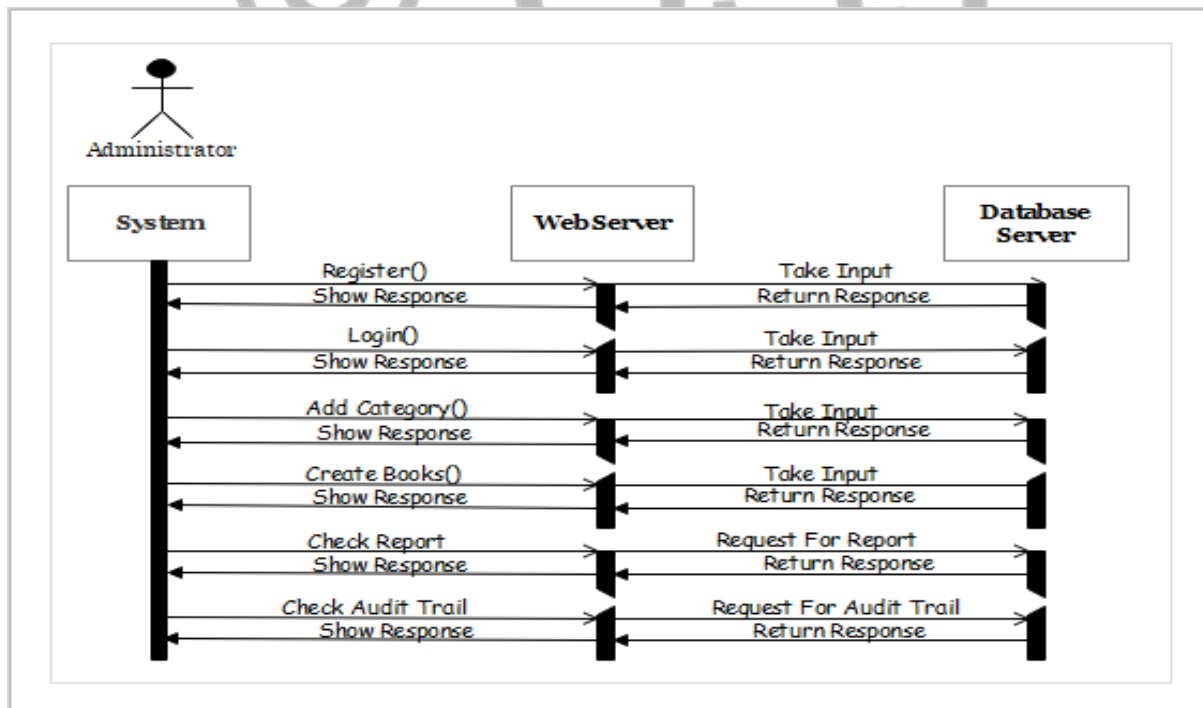 Administrator
System
Web Server
Database
Server
Register()
Take Input
Show Response
Return Response
Login()
Take Input
Show Response
Return Response
Add Category()
Take Input
Show Response
Return Response
Create Books()
Take Input
Show Response
Return Response
Check Report
Request For Report
Show Response
Return Response
Check Audit Trail
Request For Audit Trail
Show Response
Return Response